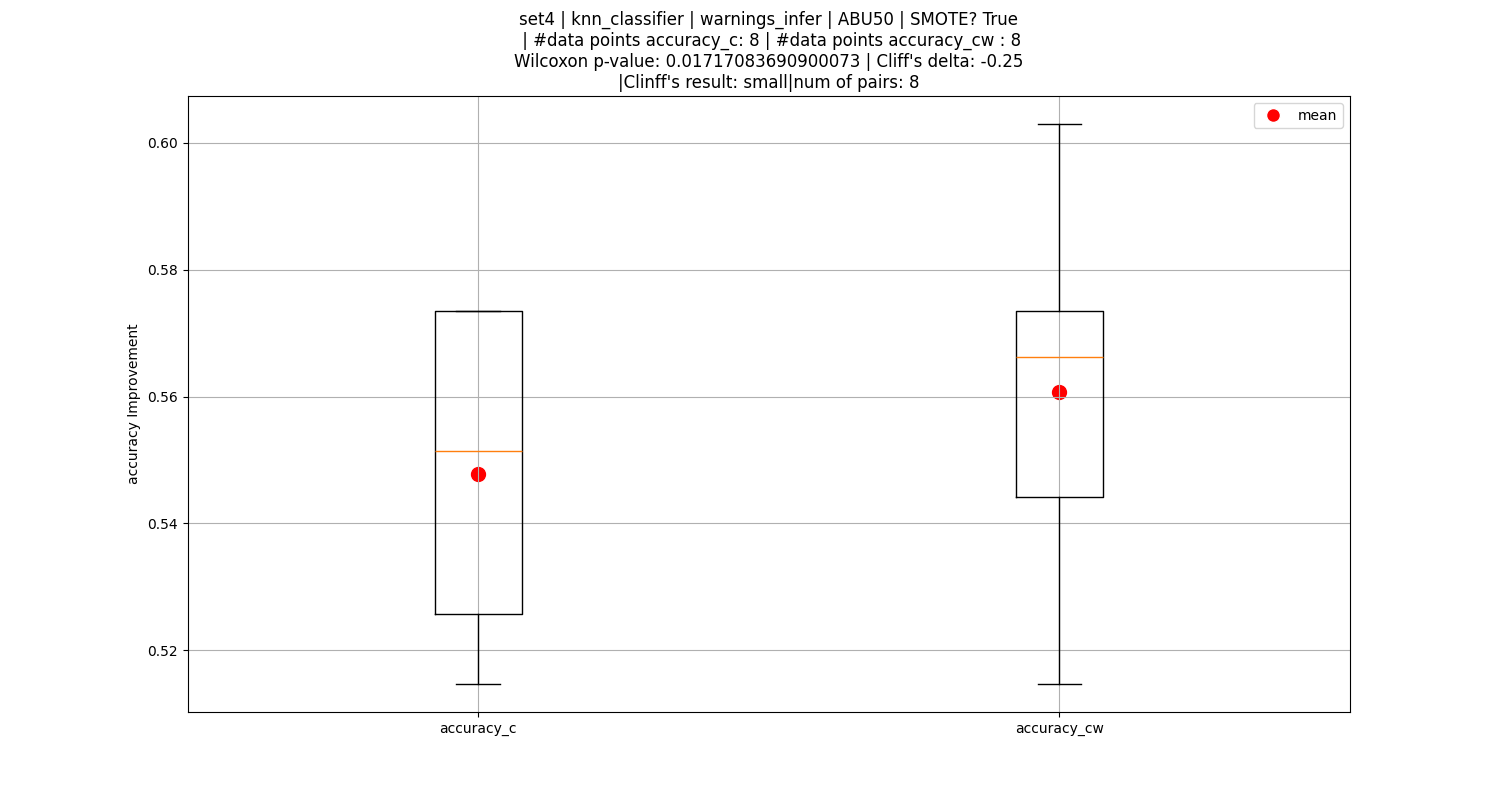 set4 | knn_classifier | warnings_infer | ABU50 | SMOTE? True
| #data points accuracy_c: 8 | #data points accuracy_cw : 8
Wilcoxon p-value: 0.01717083690900073 | Cliff's delta: -0.25
|Clinff's result: small|num of pairs: 8
mean
0.60
0.58
0.56
0.54
0.52
accuracy Improvement
accuracy_c
accuracy_cw